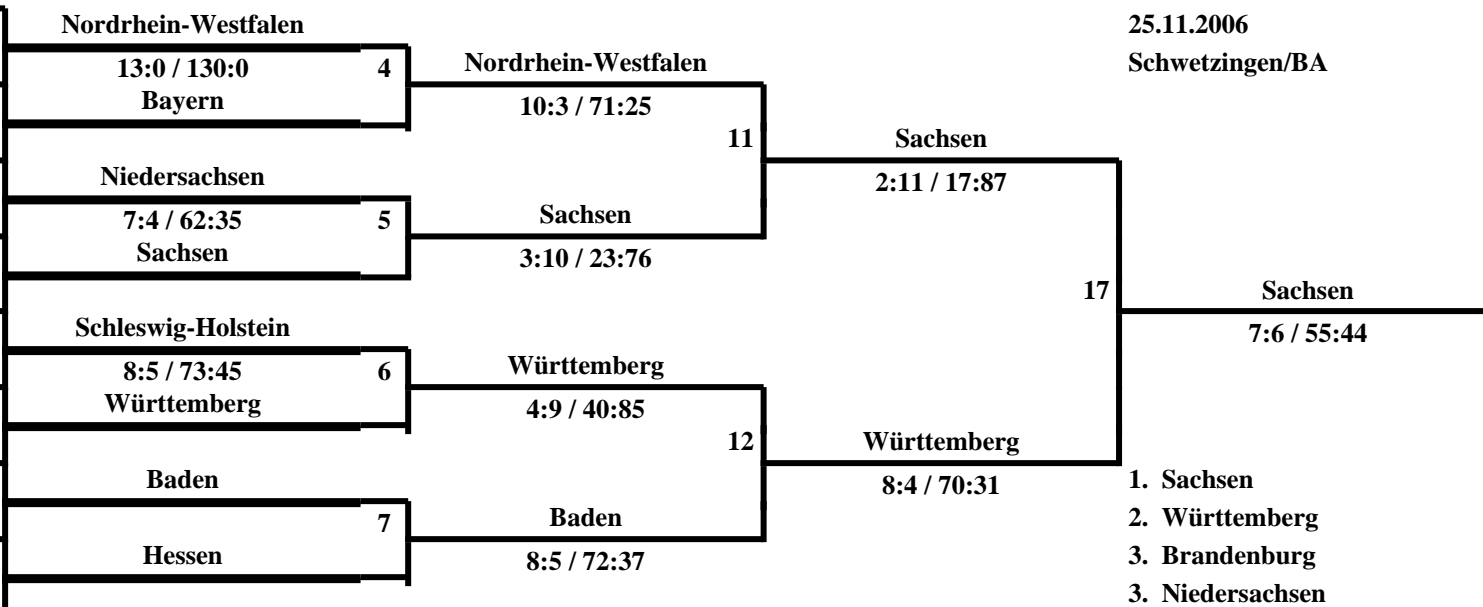 Nordrhein-Westfalen
13:0 / 130:0
4
Bayern
Niedersachsen
7:4 / 62:35
5
Sachsen
Schleswig-Holstein
8:5 / 73:45
6
Württemberg
Baden
7
Hessen
Nordrhein-Westfalen
10:3 / 71:25
11
Sachsen
3:10 / 23:76
Württemberg
4:9 / 40:85
12
Baden
8:5 / 72:37
Sachsen
2:11 / 17:87
17
Württemberg
8:4 / 70:31
25.11.2006
Schwetzingen/BA
Sachsen
7:6 / 55:44
1. Sachsen
2. Württemberg
3. Brandenburg
3. Niedersachsen